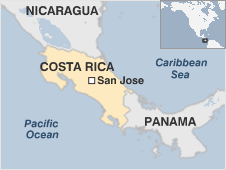 NICARAGUA
Caribbean
Sea
COSTA RICA
San Jose
Pacific
Ocean
PANAMA